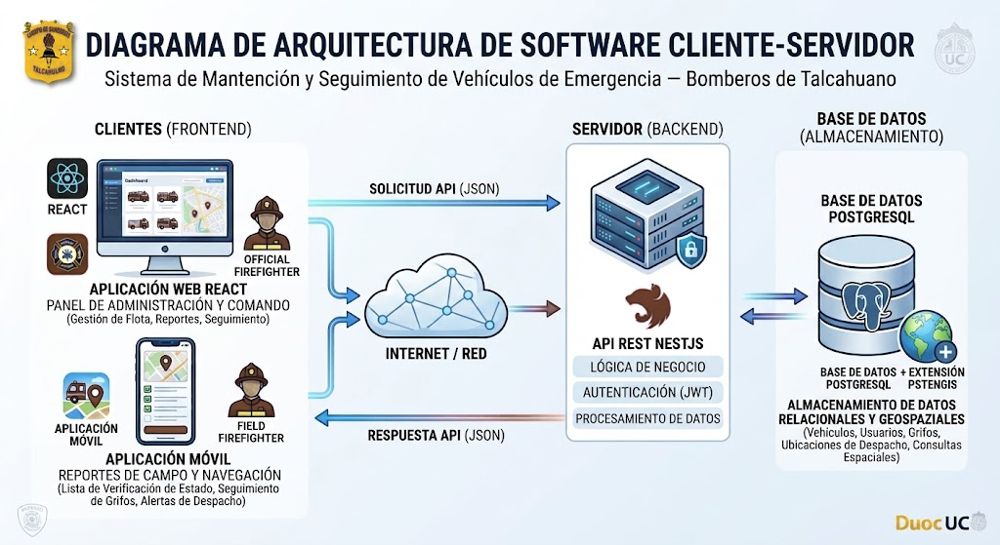 CUERPO DE BOMBEROS
TALCAHUANO
DIAGRAMA DE ARQUITECTURA DE SOFTWARE CLIENTE-SERVIDOR
Sistema de Mantención y Seguimiento de Vehículos de Emergencia — Bomberos de Talcahuano
UC
CLIENTES (FRONTEND)
REACT
Dashboard
OFFICIAL
FIREFIGHTER
APLICACIÓN WEB REACT
PANEL DE ADMINISTRACIÓN Y COMANDO
(Gestión de Flota, Reportes, Seguimiento)
APLICACIÓN
MÓVIL
FIELD
FIREFIGHTER
APLICACIÓN MÓVIL
REPORTES DE CAMPO Y NAVEGACIÓN
(Lista de Verificación de Estado, Seguimiento
de Grifos, Alertas de Despacho)
SOLICITUD API (JSON)
INTERNET / RED
RESPUESTA API (JSON)
SERVIDOR (BACKEND)
API REST NESTJS
LÓGICA DE NEGOCIO
AUTENTICACIÓN (JWT)
PROCESAMIENTO DE DATOS
BASE DE DATOS
(ALMACENAMIENTO)
BASE DE DATOS
POSTGRESQL
BASE DE DATOS
POSTGRESQL
+ EXTENSIÓN
PSTENGIS
ALMACENAMIENTO DE DATOS
RELACIONALES Y GEOSPAZIALES
(Vehículos, Usuarios, Grifos,
Ubicaciones de Despacho, Consultas
Espaciales)
Duoc UC